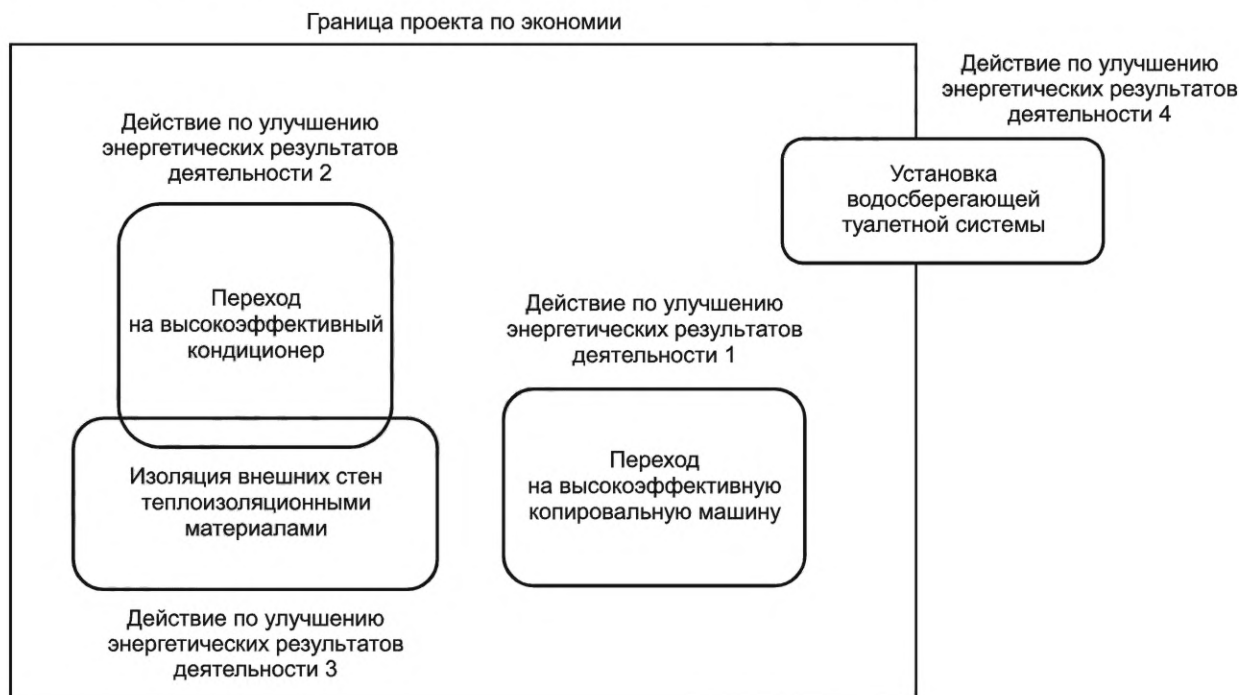 Граница проекта по экономии
Действие по улучшению
энергетических результатов
деятельности 4
Установка
водосберегающей
туалетной системы
Действие по улучшению
энергетических результатов
деятельности 2
Переход
на высокоэффективный
кондиционер
Действие по улучшению
энергетических результатов
деятельности 1
Переход
на высокоэффективную
копировальную машину
Изоляция внешних стен
теплоизоляционными
материалами
Действие по улучшению
энергетических результатов
деятельности 3